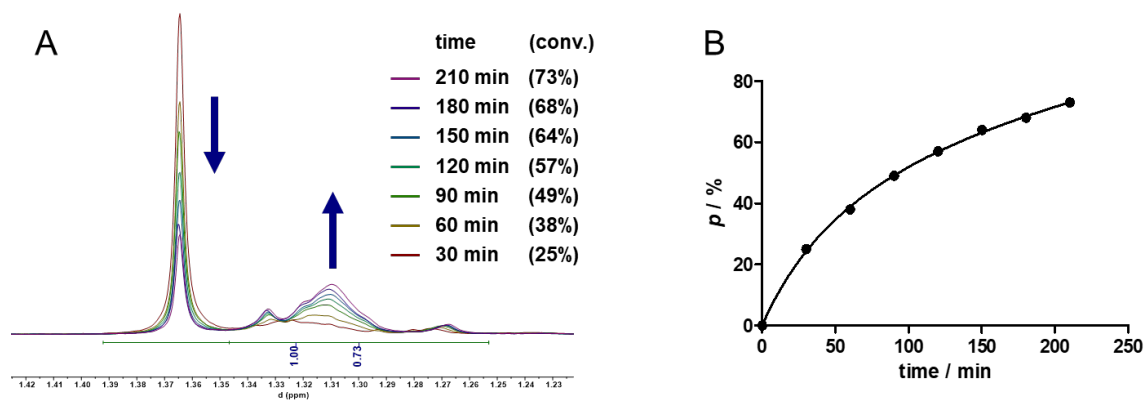 A
time (conv.)
210 min (73%)
180 min (68%)
150 min (64%)
120 min (57%)
90 min (49%)
60 min (38%)
30 min (25%)
1.00
0.73
1.42 1.41 1.40 1.39 1.38 1.37 1.36 1.35 1.34 1.33 1.32 1.31 1.30 1.29 1.28 1.27 1.26 1.25 1.24 1.23
d (ppm)
B
80
60
40
20
0
p / %
0 50 100 150 200 250
time / min